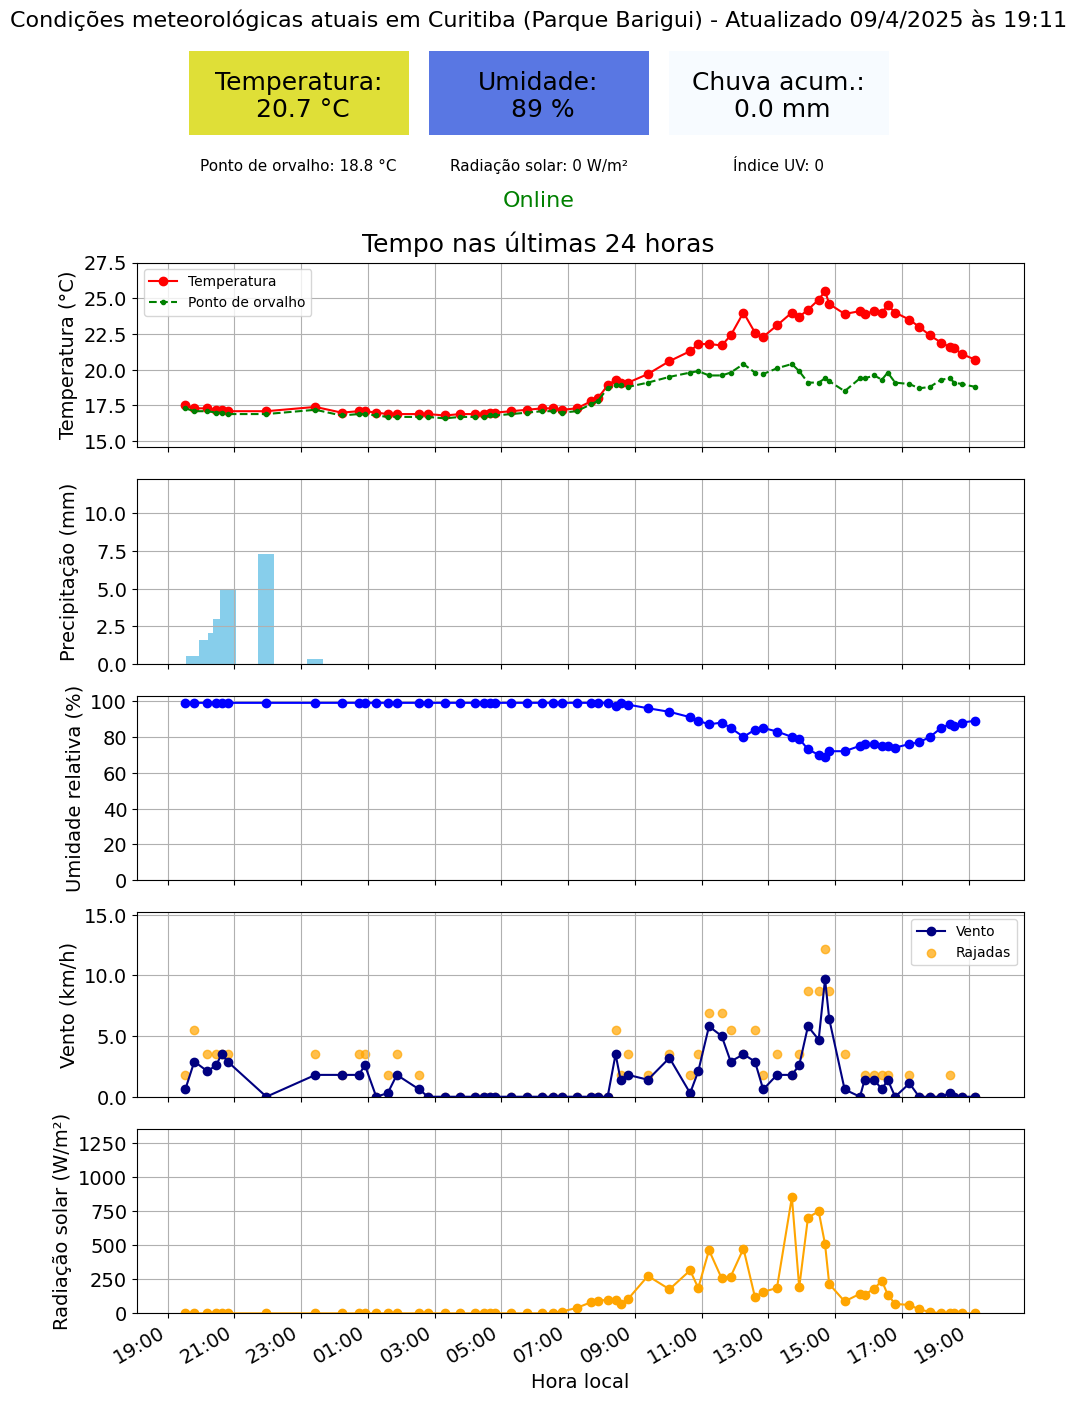 Condições meteorológicas atuais em Curitiba (Parque Barigui) - Atualizado 09/4/2025 às 19:11
Temperatura:
20.7 °C
Umidade:
89 %
Chuva acum.:
0.0 mm
Ponto de orvalho: 18.8 °C
Radiação solar: 0 W/m²
Índice UV: 0
Online
Tempo nas últimas 24 horas
Temperatura (°C)
27.5
25.0
22.5
20.0
17.5
15.0
Temperatura
Ponto de orvalho
Precipitação (mm)
10.0
7.5
5.0
2.5
0.0
Umidade relativa (%)
100
80
60
40
20
0
Vento (km/h)
15.0
10.0
5.0
0.0
Vento
Rajadas
Radiação solar (W/m²)
1250
1000
750
500
250
0
19:00
21:00
23:00
01:00
03:00
05:00
07:00
09:00
11:00
13:00
15:00
17:00
19:00
Hora local